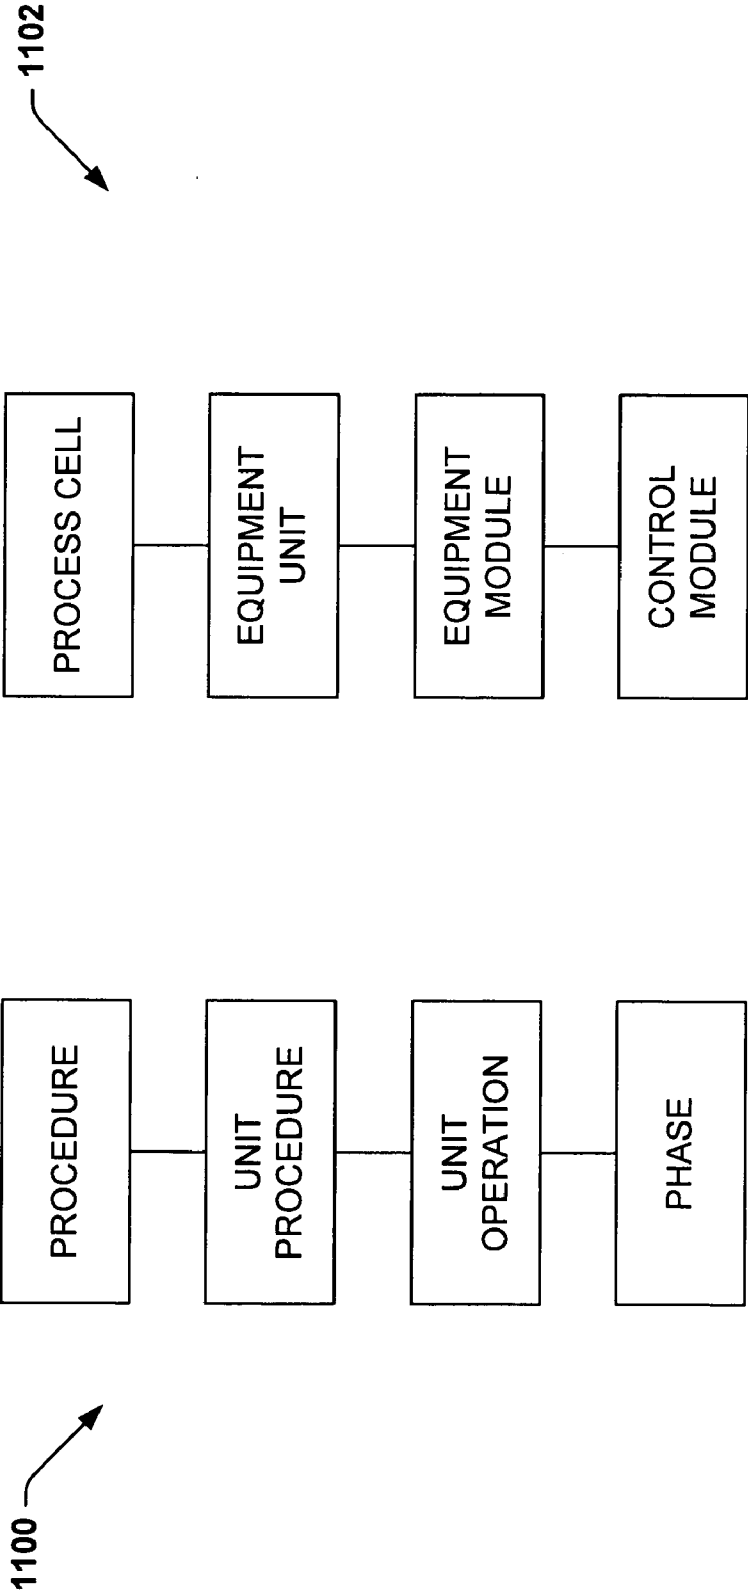 1100
PROCEDURE
UNIT
PROCEDURE
UNIT
OPERATION
PHASE
1102
PROCESS CELL
EQUIPMENT
UNIT
EQUIPMENT
MODULE
CONTROL
MODULE